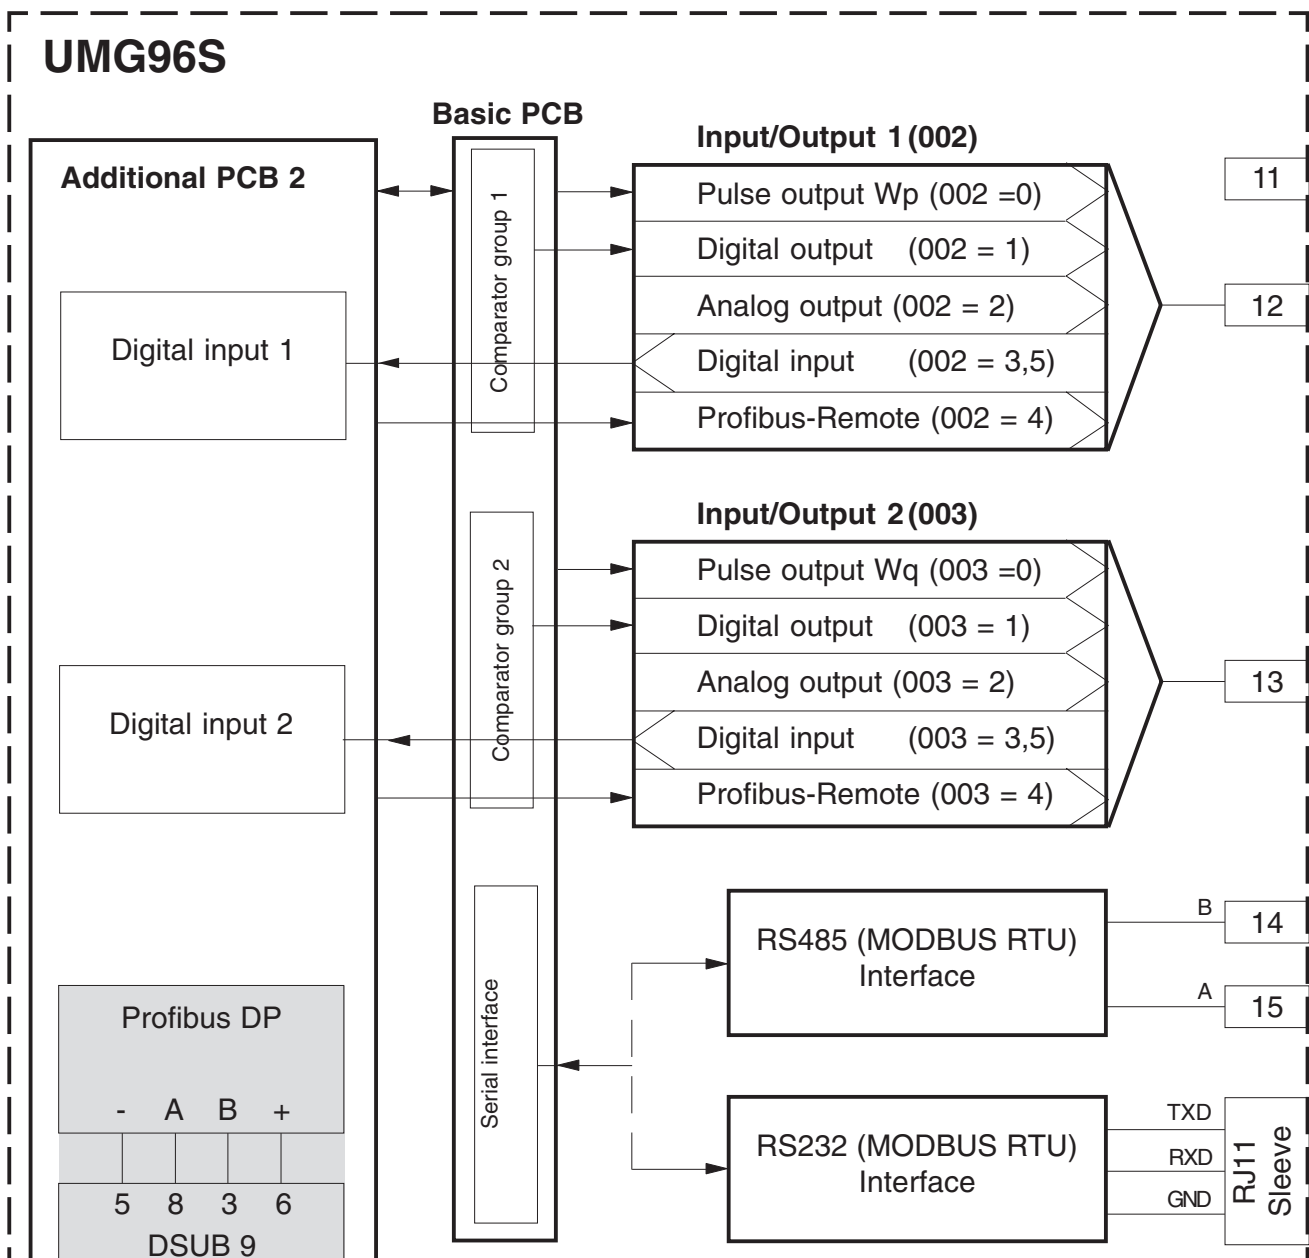 UMG96S
Basic PCB
Additional PCB 2
Digital input 1
Digital input 2
Profibus DP
- A B +
5 8 3 6
DSUB 9
Comparator group 1
Comparator group 2
Serial interface
Input/Output 1 (002)
Pulse output Wp (002 =0)
Digital output (002 = 1)
Analog output (002 = 2)
Digital input (002 = 3,5)
Profibus-Remote (002 = 4)
11
12
Input/Output 2 (003)
Pulse output Wq (003 =0)
Digital output (003 = 1)
Analog output (003 = 2)
Digital input (003 = 3,5)
Profibus-Remote (003 = 4)
13
RS485 (MODBUS RTU)
Interface
B
14
A
15
RS232 (MODBUS RTU)
Interface
TXD
RXD
GND
RJ11
Sleeve